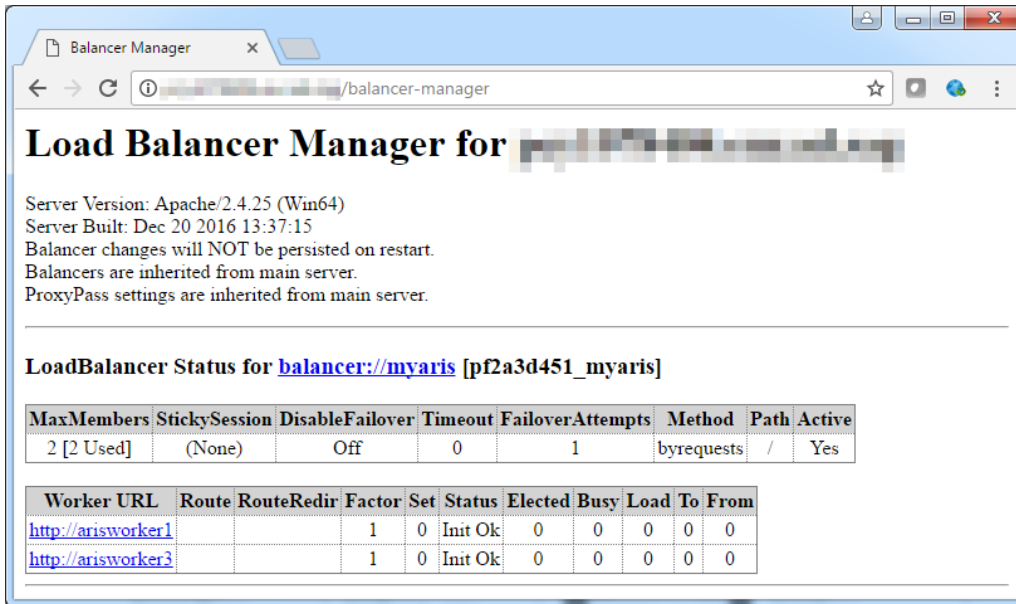 Balancer Manager
/balancer-manager
Load Balancer Manager for
Server Version: Apache/2.4.25 (Win64)
Server Built: Dec 20 2016 13:37:15
Balancer changes will NOT be persisted on restart.
Balancers are inherited from main server.
ProxyPass settings are inherited from main server.
LoadBalancer Status for balancer://myaris [pf2a3d451_myaris]
MaxMembers StickySession DisableFailover Timeout FailoverAttempts Method Path Active
2 [2 Used] (None) Off 0 1 byrequests / Yes
Worker URL Route RouteRedir Factor Set Status Elected Busy Load To From
http://arisworker1 1 0 Init Ok 0 0 0 0 0
http://arisworker3 1 0 Init Ok 0 0 0 0 0